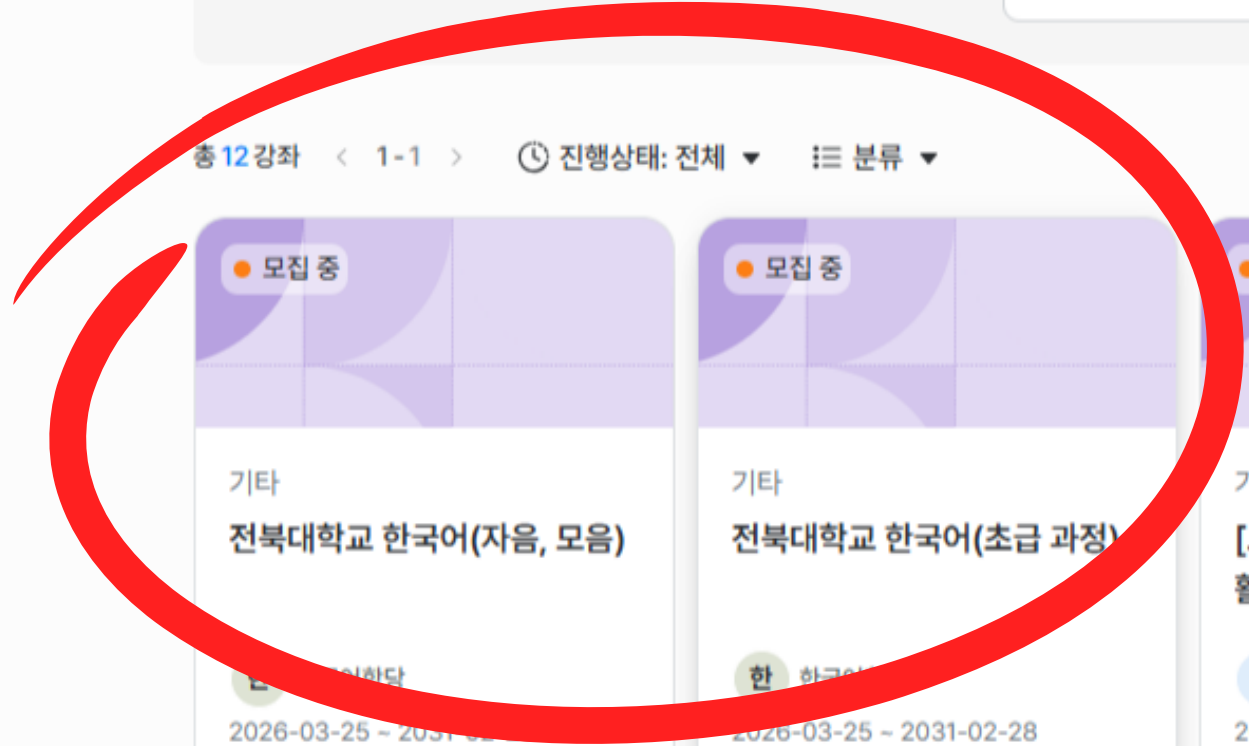 총 12 강좌 < 1 - 1 > 진행상태: 전체 분류
모집 중
기타
전북대학교 한국어(자음, 모음)
2026-03-25 ~
모집 중
기타
전북대학교 한국어(초급 과정)
한
2026-03-25 ~ 2031-02-28